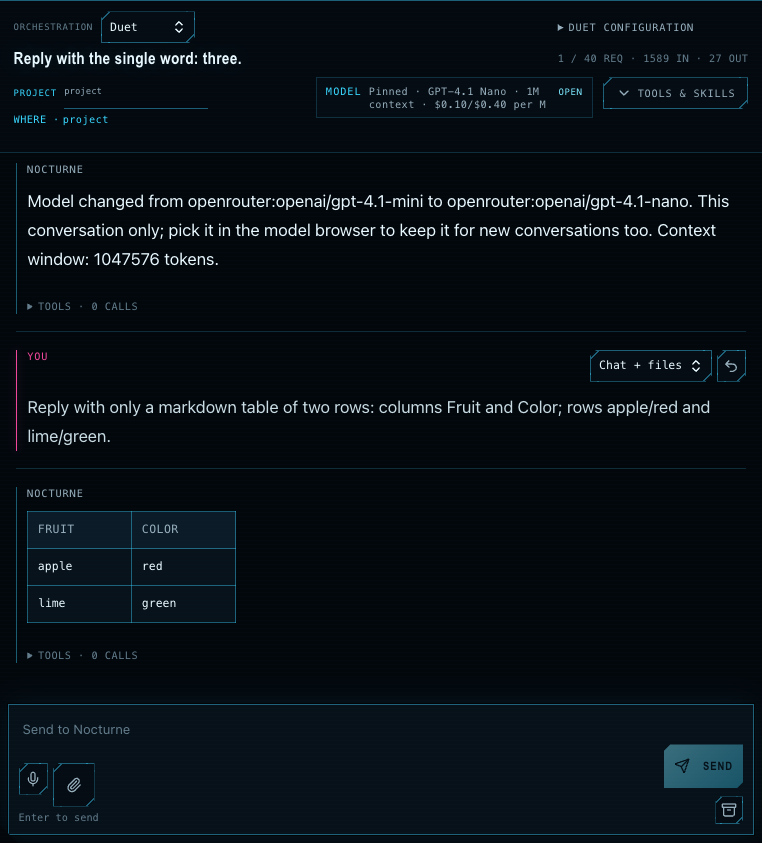 ORCHESTRATION Duet DUET CONFIGURATION
Reply with the single word: three. 1 / 40 REQ · 1589 IN · 27 OUT
PROJECT project
MODEL Pinned · GPT-4.1 Nano · 1M OPEN
context · $0.10/$0.40 per M
TOOLS & SKILLS
WHERE · project
NOCTURNE
Model changed from openrouter:openai/gpt-4.1-mini to openrouter:openai/gpt-4.1-nano. This
conversation only; pick it in the model browser to keep it for new conversations too. Context
window: 1047576 tokens.
TOOLS · 0 CALLS
YOU
Chat + files
Reply with only a markdown table of two rows: columns Fruit and Color; rows apple/red and
lime/green.
NOCTURNE
FRUIT COLOR
apple red
lime green
TOOLS · 0 CALLS
Send to Nocturne
SEND
Enter to send